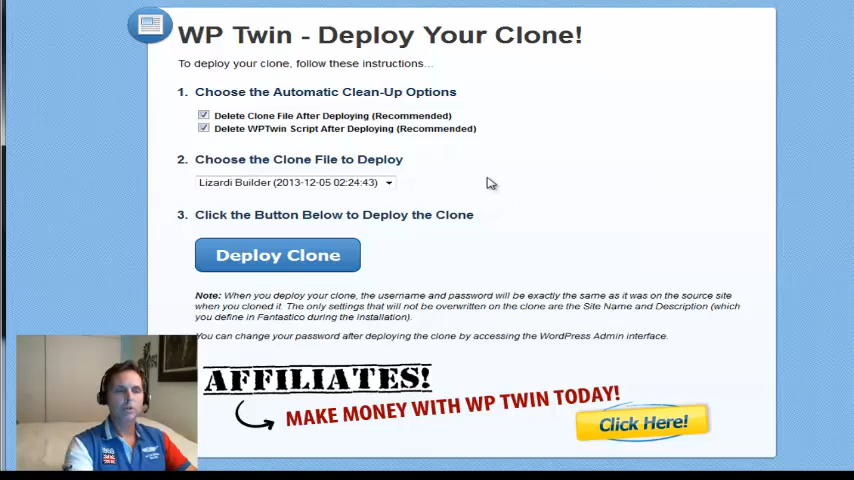 WP Twin - Deploy Your Clone!
To deploy your clone, follow these instructions...
1. Choose the Automatic Clean-Up Options
Delete Clone File After Deploying (Recommended)
Delete WPTwin Script After Deploying (Recommended)
2. Choose the Clone File to Deploy
Lizardi Builder (2013-12-05 02:24:43)
3. Click the Button Below to Deploy the Clone
Deploy Clone
Note: When you deploy your clone, the username and password will be exactly the same as it was on the source site
when you cloned it. The only settings that will not be overwritten on the clone are the Site Name and Description (which
you define in Fantastico during the installation).
You can change your password after deploying the clone by accessing the WordPress Admin interface.
AFFILIATES!
MAKE MONEY WITH WP TWIN TODAY!
Click Here!